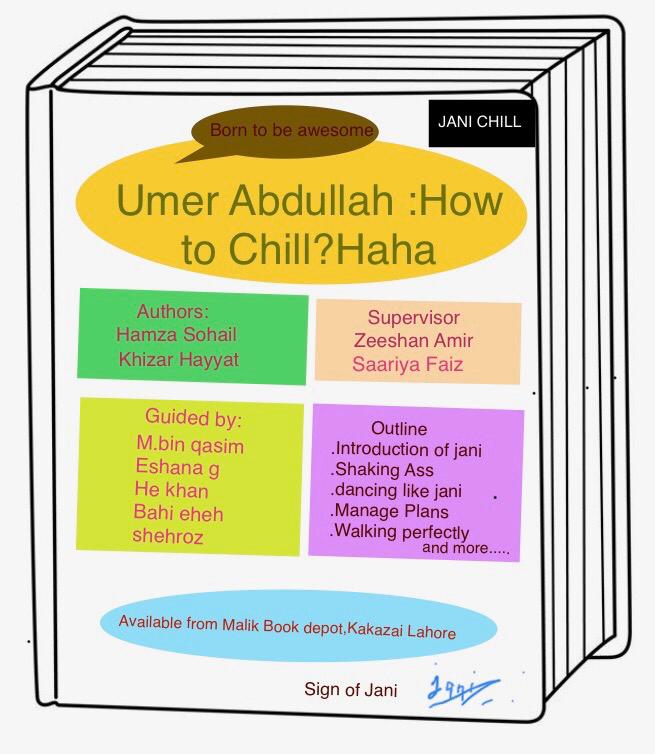 Born to be awesome
JANI CHILL
Umer Abdullah :How
to Chill?Haha
Authors:
Hamza Sohail
Khizar Hayyat
Supervisor
Zeeshan Amir
Saariya Faiz
Guided by:
M.bin qasim
Eshana g
He khan
Bahi eheh
shehroz
Outline
.Introduction of jani
.Shaking Ass
.dancing like jani
.Manage Plans
.Walking perfectly
and more.....
Available from Malik Book depot,Kakazai Lahore
Sign of Jani
Jani